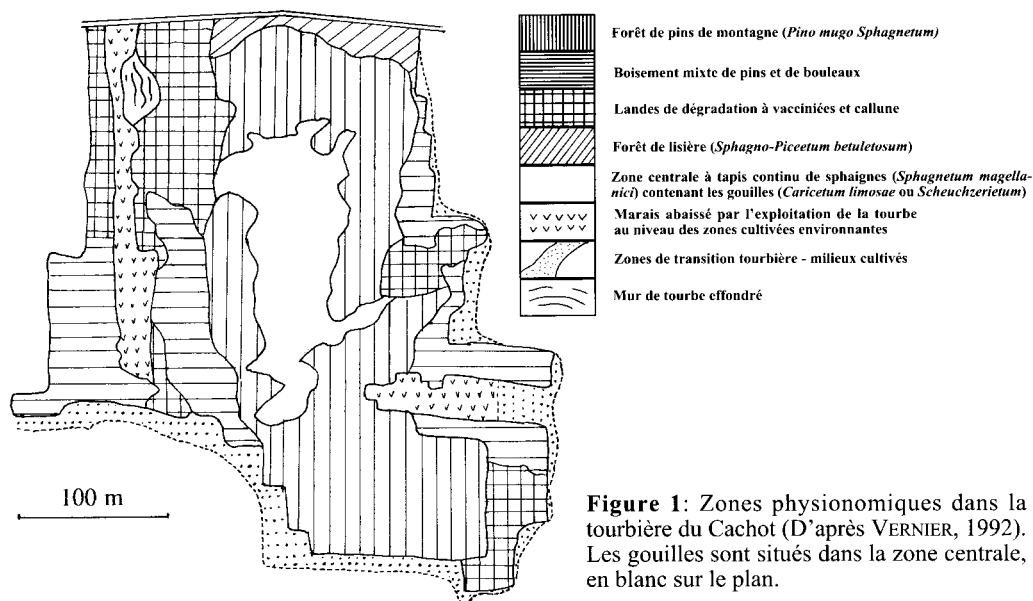 Forêt de pins de montagne (Pino mugo Sphagnetum)
Boisement mixte de pins et de bouleaux
Landes de dégradation à vacciniées et callune
Forêt de lisière (Sphagno-Piceetum betuletosum)
Zone centrale à tapis continu de sphaignes (Sphagnetum magella-
nici) contenant les gouilles (Caricetum limosae ou Scheuchzerietum)
Marais abaissé par l'exploitation de la tourbe
au niveau des zones cultivées environnantes
Zones de transition tourbière - milieux cultivés
Mur de tourbe effondré
100 m
Figure 1: Zones physionomiques dans la
tourbière du Cachot (D'après VERNIER, 1992).
Les gouilles sont situés dans la zone centrale,
en blanc sur le plan.